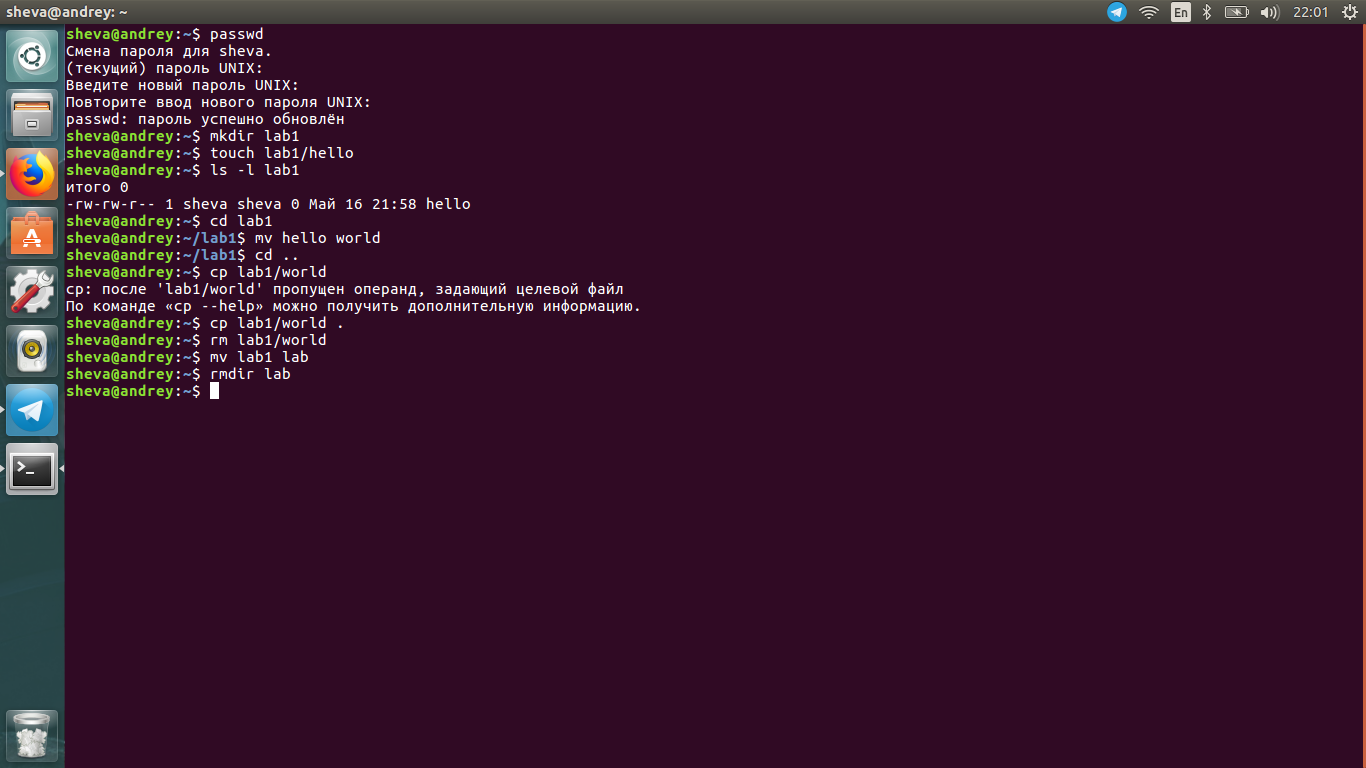 sheva@andrey: ~
En
22:01
sheva@andrey:~$ passwd
Смена пароля для sheva.
(текущий) пароль UNIX:
Введите новый пароль UNIX:
Повторите ввод нового пароля UNIX:
passwd: пароль успешно обновлён
sheva@andrey:~$ mkdir lab1
sheva@andrey:~$ touch lab1/hello
sheva@andrey:~$ ls -l lab1
итого 0
-rw-rw-r-- 1 sheva sheva 0 Май 16 21:58 hello
sheva@andrey:~$ cd lab1
sheva@andrey:~/lab1$ mv hello world
sheva@andrey:~/lab1$ cd ..
sheva@andrey:~$ cp lab1/world
cp: после 'lab1/world' пропущен операнд, задающий целевой файл
По команде «cp --help» можно получить дополнительную информацию.
sheva@andrey:~$ cp lab1/world .
sheva@andrey:~$ rm lab1/world
sheva@andrey:~$ mv lab1 lab
sheva@andrey:~$ rmdir lab
sheva@andrey:~$